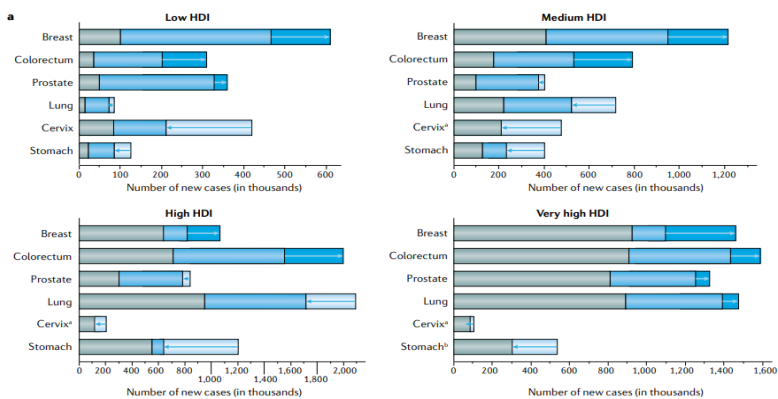 a
Low HDI
Breast
Colorectum
Prostate
Lung
Cervix
Stomach
0 100 200 300 400 500 600
Number of new cases (in thousands)
Medium HDI
Breast
Colorectum
Prostate
Lung
Cervixᵃ
Stomach
0 200 400 600 800 1,000 1,200
Number of new cases (in thousands)
High HDI
Breast
Colorectum
Prostate
Lung
Cervixᵃ
Stomach
0 200 400 600 800 1,000 1,200 1,400 1,600 1,800 2,000
Number of new cases (in thousands)
Very high HDI
Breast
Colorectum
Prostate
Lung
Cervixᵃ
Stomachᵇ
0 200 400 600 800 1,000 1,200 1,400 1,600
Number of new cases (in thousands)